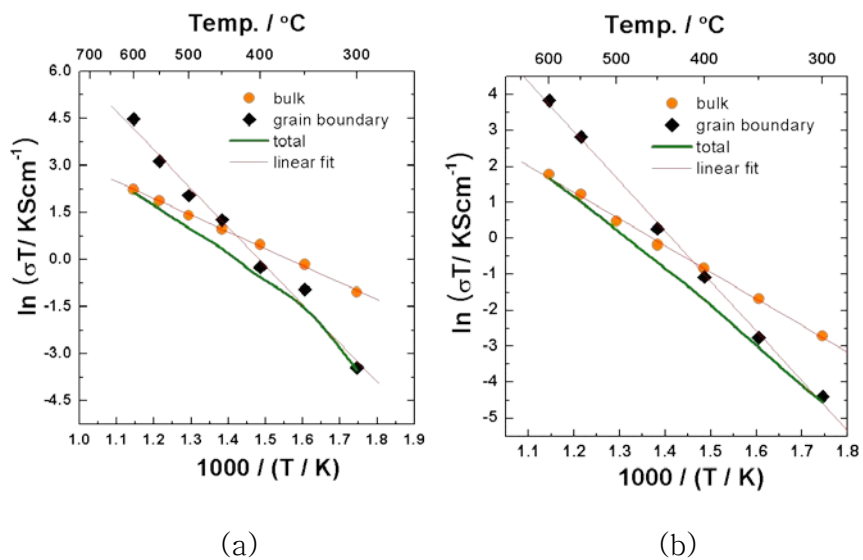 Temp. / °C
700 600 500 400 300
6.0
4.5
3.0
1.5
0.0
-1.5
-3.0
-4.5
ln (σT/ KScm⁻¹)
bulk
grain boundary
total
linear fit
1.0 1.1 1.2 1.3 1.4 1.5 1.6 1.7 1.8 1.9
1000 / (T / K)
(a)
Temp. / °C
600 500 400 300
4
3
2
1
0
-1
-2
-3
-4
-5
ln (σT/ KScm⁻¹)
bulk
grain boundary
total
linear fit
1.1 1.2 1.3 1.4 1.5 1.6 1.7 1.8
1000 / (T / K)
(b)